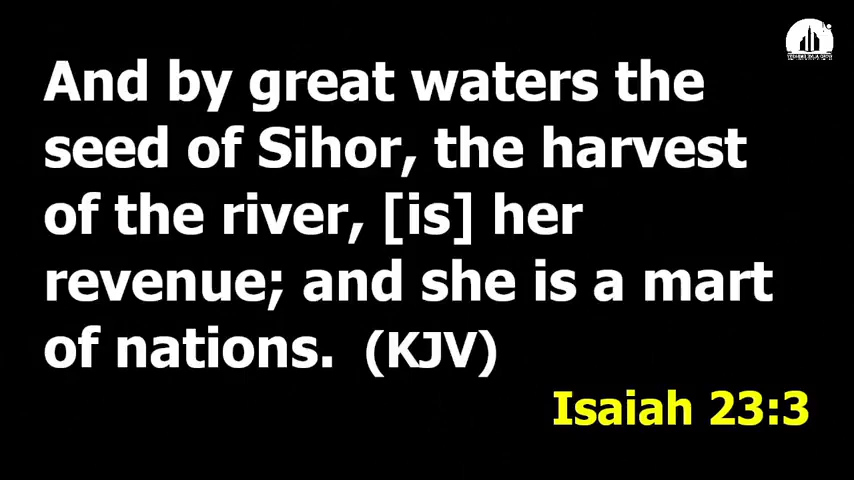 And by great waters the
seed of Sihor, the harvest
of the river, [is] her
revenue; and she is a mart
of nations.  (KJV)
Isaiah 23:3